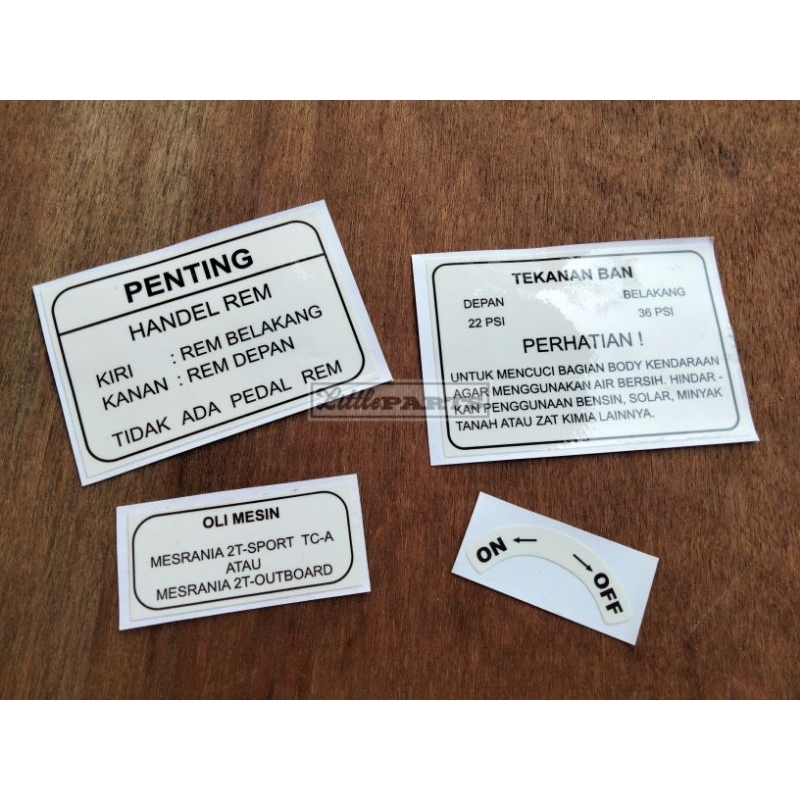 PENTING
HANDEL REM
KIRI : REM BELAKANG
KANAN : REM DEPAN
TIDAK ADA PEDAL REM
TEKANAN BAN
DEPAN BELAKANG
22 PSI 36 PSI
PERHATIAN !
UNTUK MENCUCI BAGIAN BODY KENDARAAN
AGAR MENGGUNAKAN AIR BERSIH. HINDAR -
KAN PENGGUNAAN BENSIN, SOLAR, MINYAK
TANAH ATAU ZAT KIMIA LAINNYA.
Little PARTS
OLI MESIN
MESRANIA 2T-SPORT TC-A
ATAU
MESRANIA 2T-OUTBOARD
ON ←
→ OFF